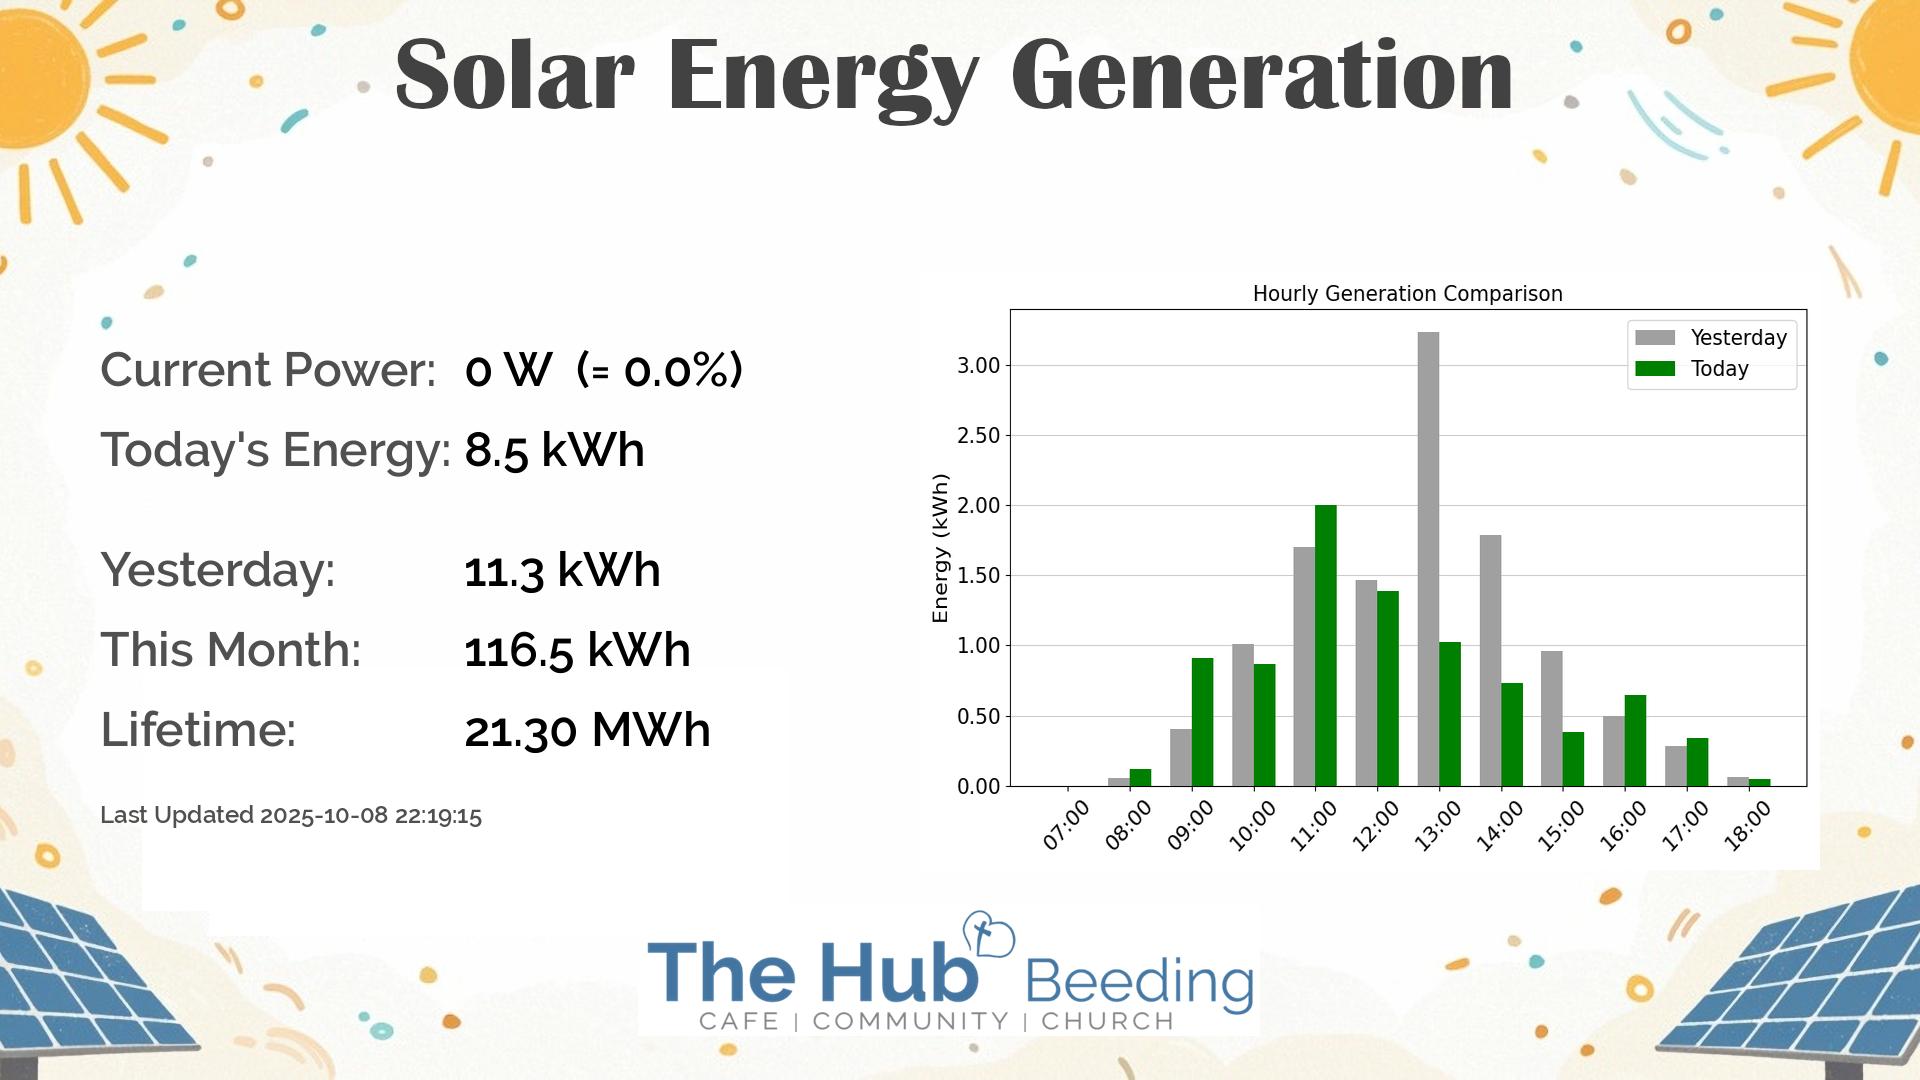 Solar Energy Generation
Current Power: 0 W (= 0.0%)
Today's Energy: 8.5 kWh
Yesterday: 11.3 kWh
This Month: 116.5 kWh
Lifetime: 21.30 MWh
Last Updated 2025-10-08 22:19:15
Hourly Generation Comparison
Yesterday
Today
Energy (kWh)
3.00
2.50
2.00
1.50
1.00
0.50
0.00
07:00 08:00 09:00 10:00 11:00 12:00 13:00 14:00 15:00 16:00 17:00 18:00
The Hub Beeding
CAFE | COMMUNITY | CHURCH